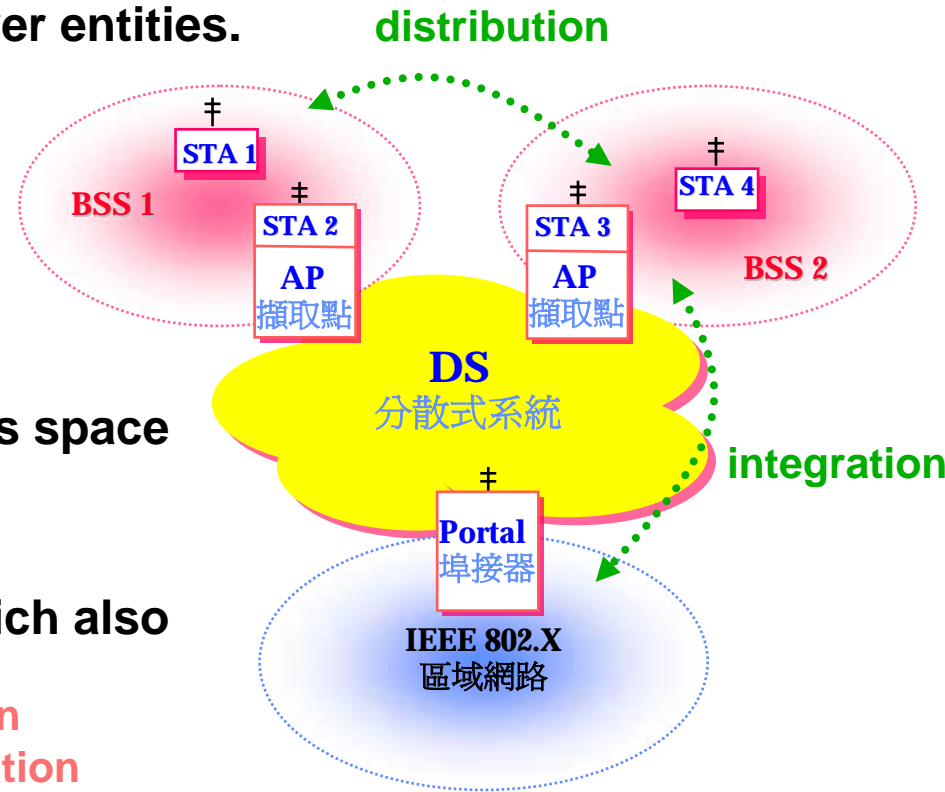 ver entities.
distribution
STA 1
BSS 1
STA 2
AP
擷取點
STA 3
AP
擷取點
STA 4
BSS 2
DS
分散式系統
s space
integration
Portal
埠接器
ich also
IEEE 802.X
區域網路
n
tion